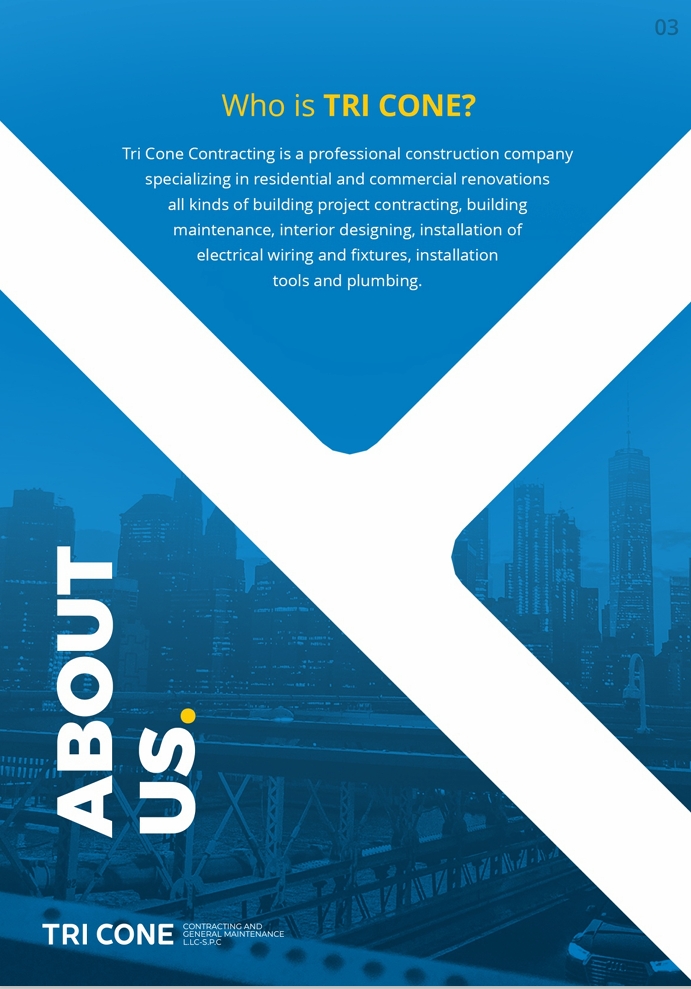 03
Who is TRI CONE?
Tri Cone Contracting is a professional construction company
specializing in residential and commercial renovations
all kinds of building project contracting, building
maintenance, interior designing, installation of
electrical wiring and fixtures, installation
tools and plumbing.
ABOUT
US.
TRI CONE
CONTRACTING AND
GENERAL MAINTENANCE
L.LC-S.P.C